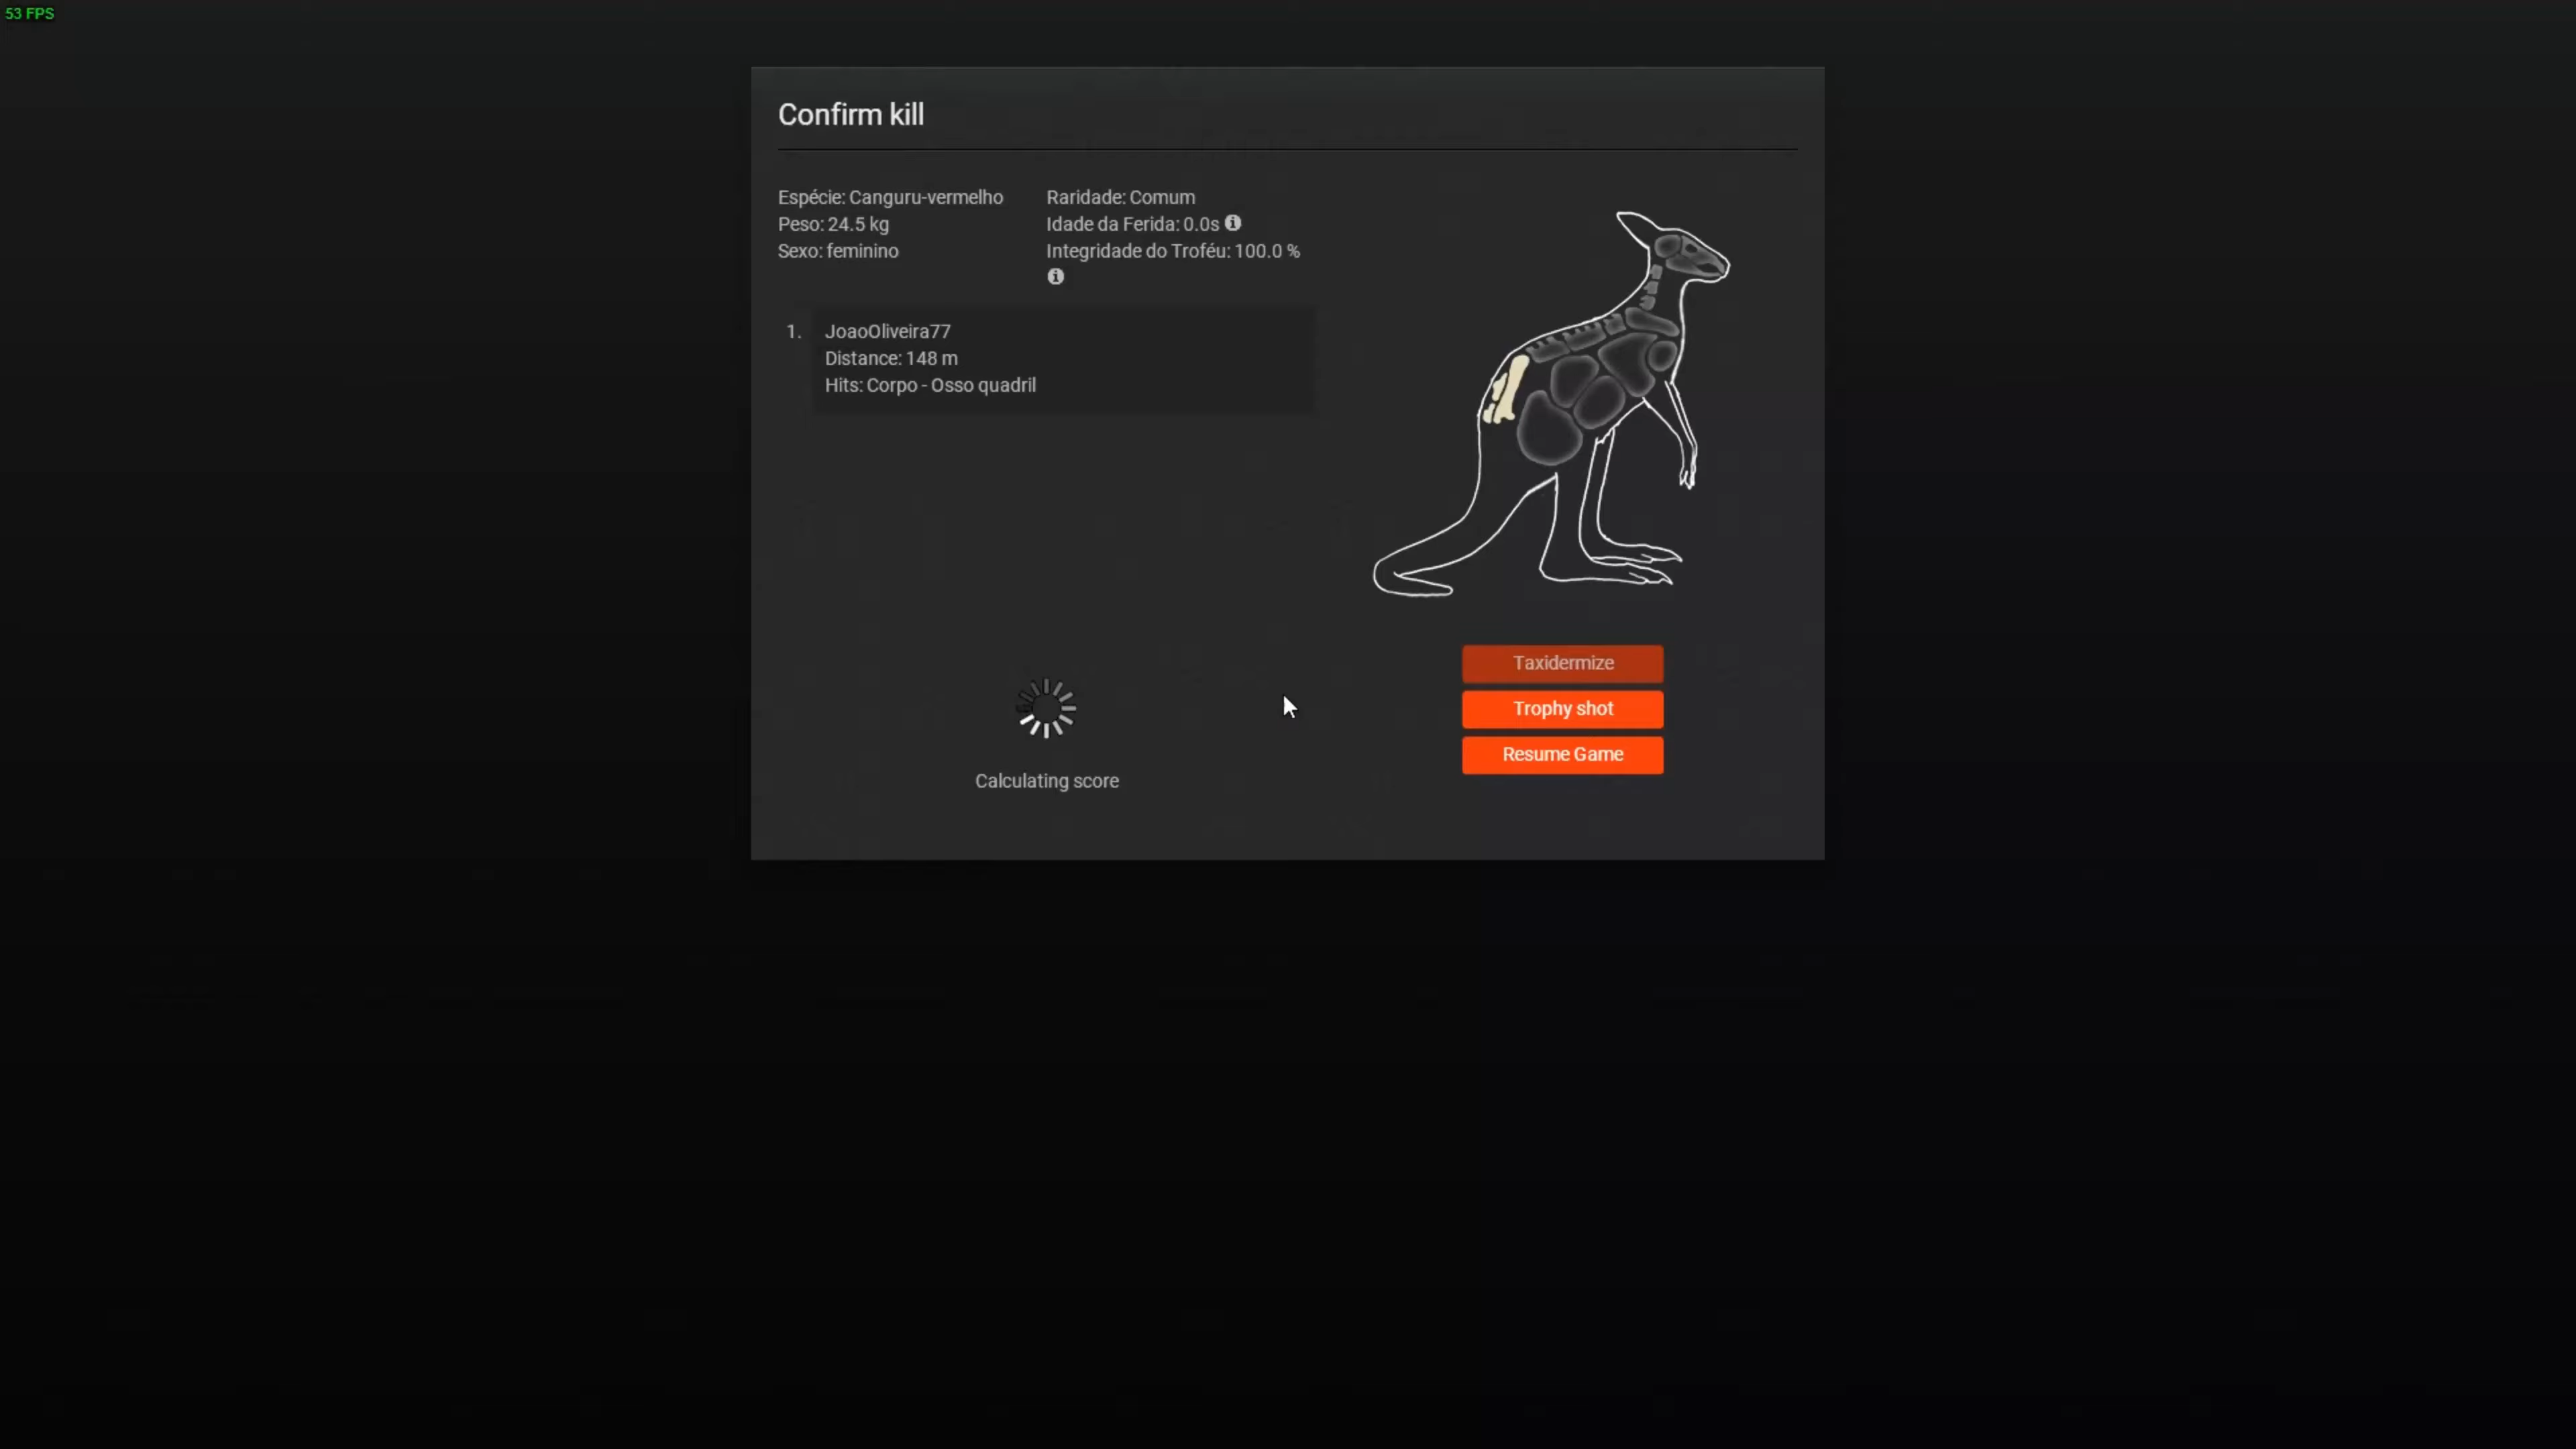 53 FPS
Confirm kill
Espécie: Canguru-vermelho
Peso: 24.5 kg
Sexo: feminino
Raridade: Comum
Idade da Ferida: 0.0s
Integridade do Troféu: 100.0 %
1. JoaoOliveira77
Distance: 148 m
Hits: Corpo - Osso quadril
Taxidermize
Trophy shot
Resume Game
Calculating score